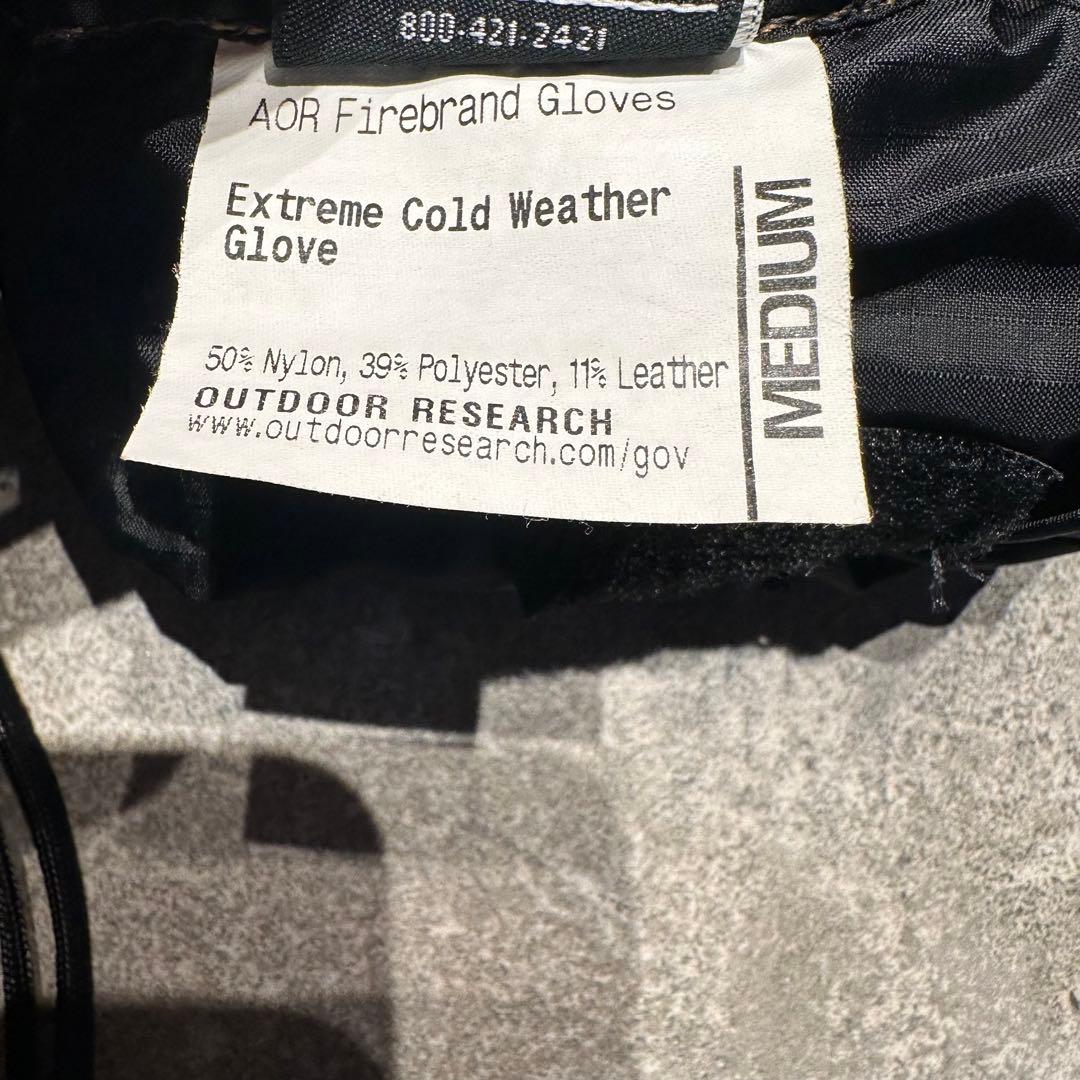 800-421-2421
AOR Firebrand Gloves
Extreme Cold Weather
Glove
50% Nylon, 39% Polyester, 11% Leather
OUTDOOR RESEARCH
www.outdoorresearch.com/gov
MEDIUM